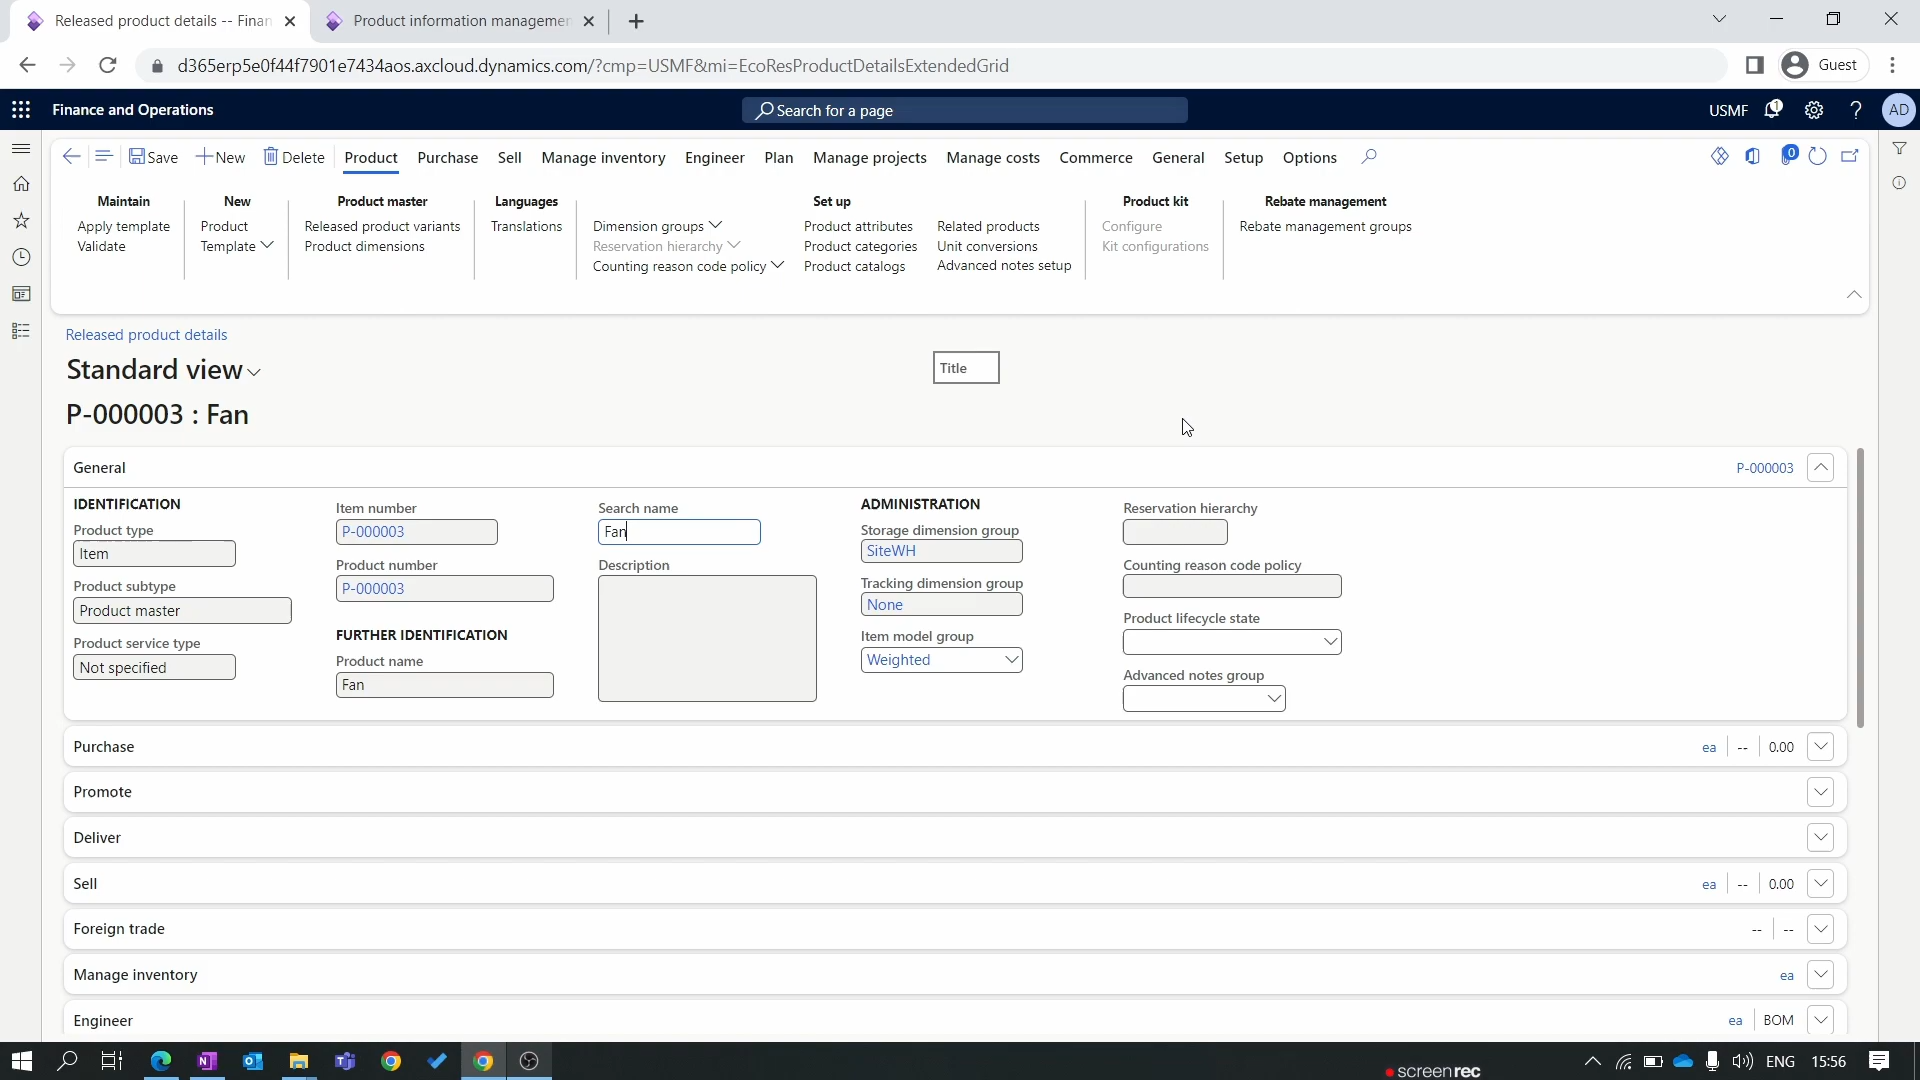 Released product details -- Finan
Product information managemen
d365erp5e0f44f7901e7434aos.axcloud.dynamics.com/?cmp=USMF&mi=EcoResProductDetailsExtendedGrid
Guest
Finance and Operations
Search for a page
USMF
1
?
AD
Save
New
Delete
Product
Purchase
Sell
Manage inventory
Engineer
Plan
Manage projects
Manage costs
Commerce
General
Setup
Options
0
Maintain
Apply template
Validate
New
Product
Template
Product master
Released product variants
Product dimensions
Languages
Translations
Set up
Dimension groups
Reservation hierarchy
Counting reason code policy
Product attributes
Product categories
Product catalogs
Related products
Unit conversions
Advanced notes setup
Product kit
Configure
Kit configurations
Rebate management
Rebate management groups
Released product details
Standard view
Title
P-000003 : Fan
General
P-000003
IDENTIFICATION
Product type
Item
Product subtype
Product master
Product service type
Not specified
Item number
P-000003
Product number
P-000003
FURTHER IDENTIFICATION
Product name
Fan
Search name
Fan
Description
ADMINISTRATION
Storage dimension group
SiteWH
Tracking dimension group
None
Item model group
Weighted
Reservation hierarchy
Counting reason code policy
Product lifecycle state
Advanced notes group
Purchase
ea -- 0.00
Promote
Deliver
Sell
ea -- 0.00
Foreign trade
-- --
Manage inventory
ea
Engineer
ea BOM
screenrec
ENG
15:56